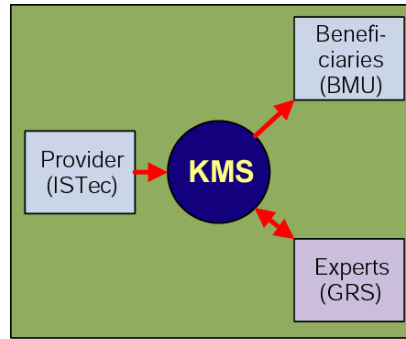 Benefi-
ciaries
(BMU)
Provider
(ISTec)
KMS
Experts
(GRS)